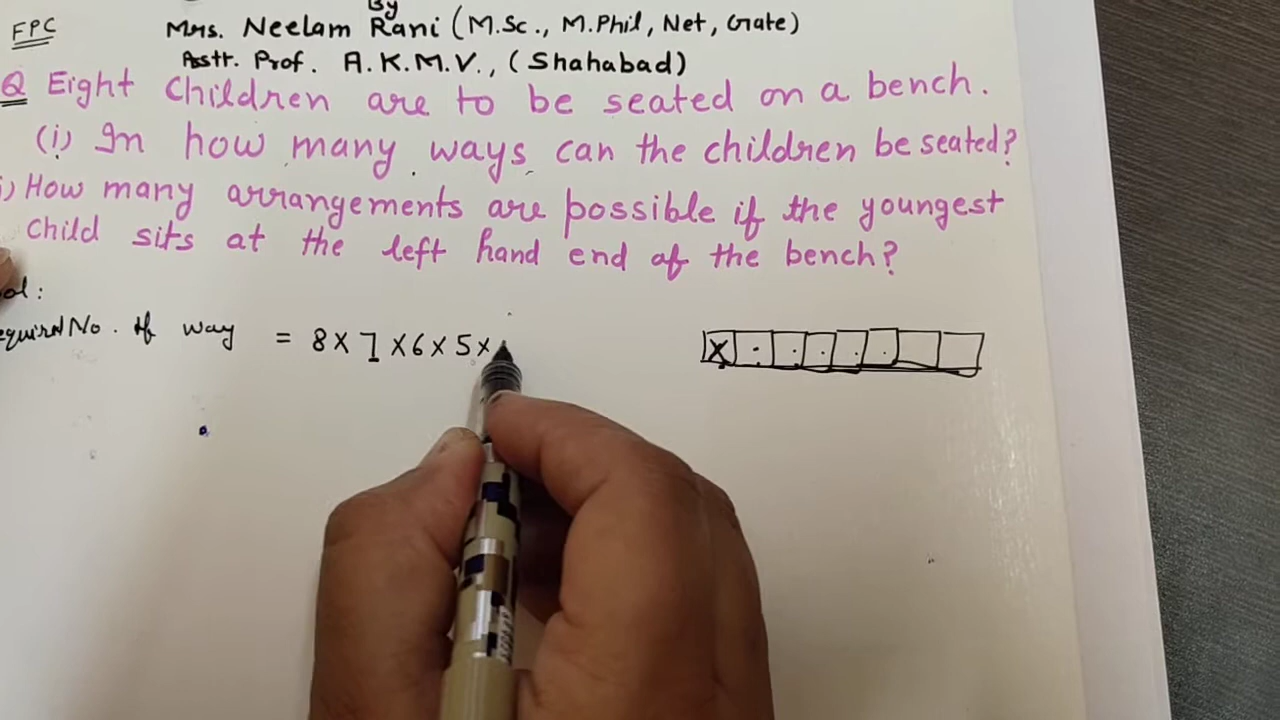 By
FPC
Mrs. Neelam Rani (M.Sc., M.Phil, Net, Gate)
Asstt. Prof. A.K.M.V., (Shahabad)
Q Eight Children are to be seated on a bench.
(i) In how many ways can the children be seated?
i) How many arrangements are possible if the youngest
child sits at the left hand end of the bench?
ol:
equired No. of way = 8 x 7 x 6 x 5 x
x